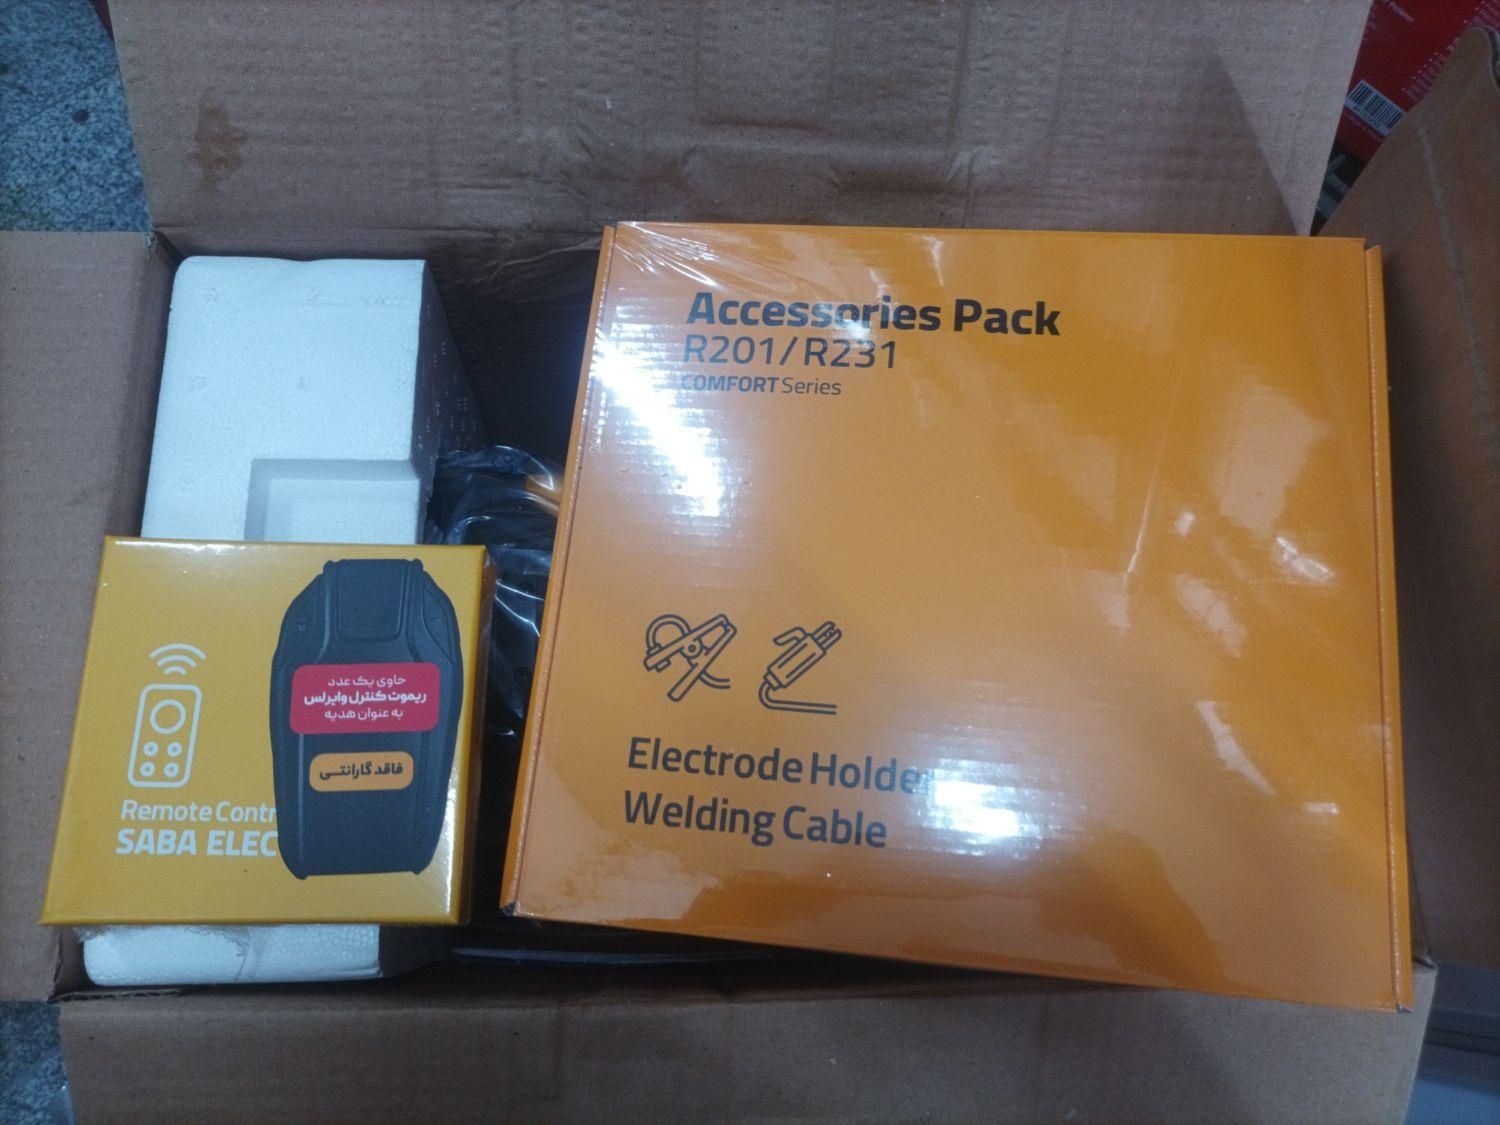 Accessories Pack
R201/R231
COMFORT Series
Electrode Holde
Welding Cable
حاوی یک عدد
ریموت کنترل وایرلس
به عنوان هدیه
فاقد گارانتی
Remote Contr
SABA ELEC